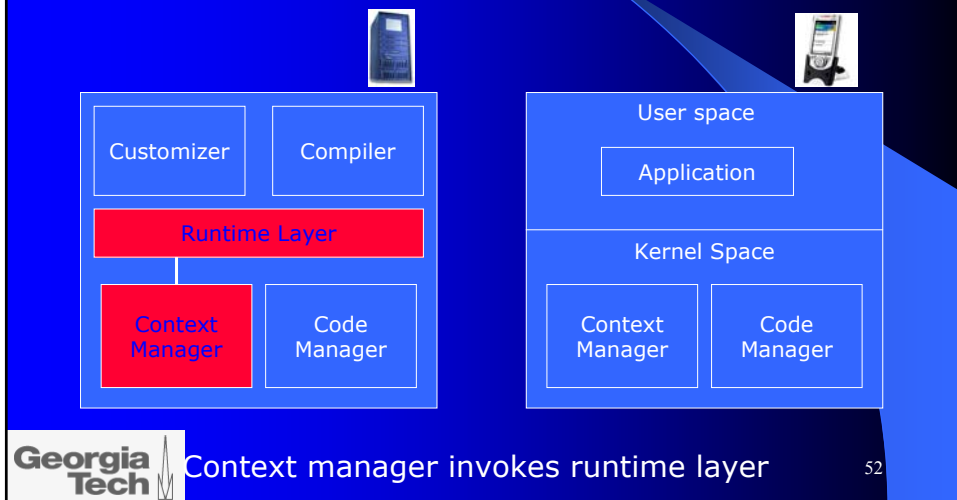 Customizer
Compiler
Runtime Layer
Context
Manager
Code
Manager
User space
Application
Kernel Space
Context
Manager
Code
Manager
Georgia
Tech
Context manager invokes runtime layer
52